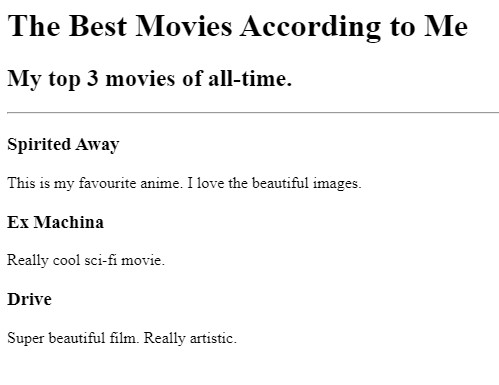 The Best Movies According to Me
My top 3 movies of all-time.
Spirited Away
This is my favourite anime. I love the beautiful images.
Ex Machina
Really cool sci-fi movie.
Drive
Super beautiful film. Really artistic.